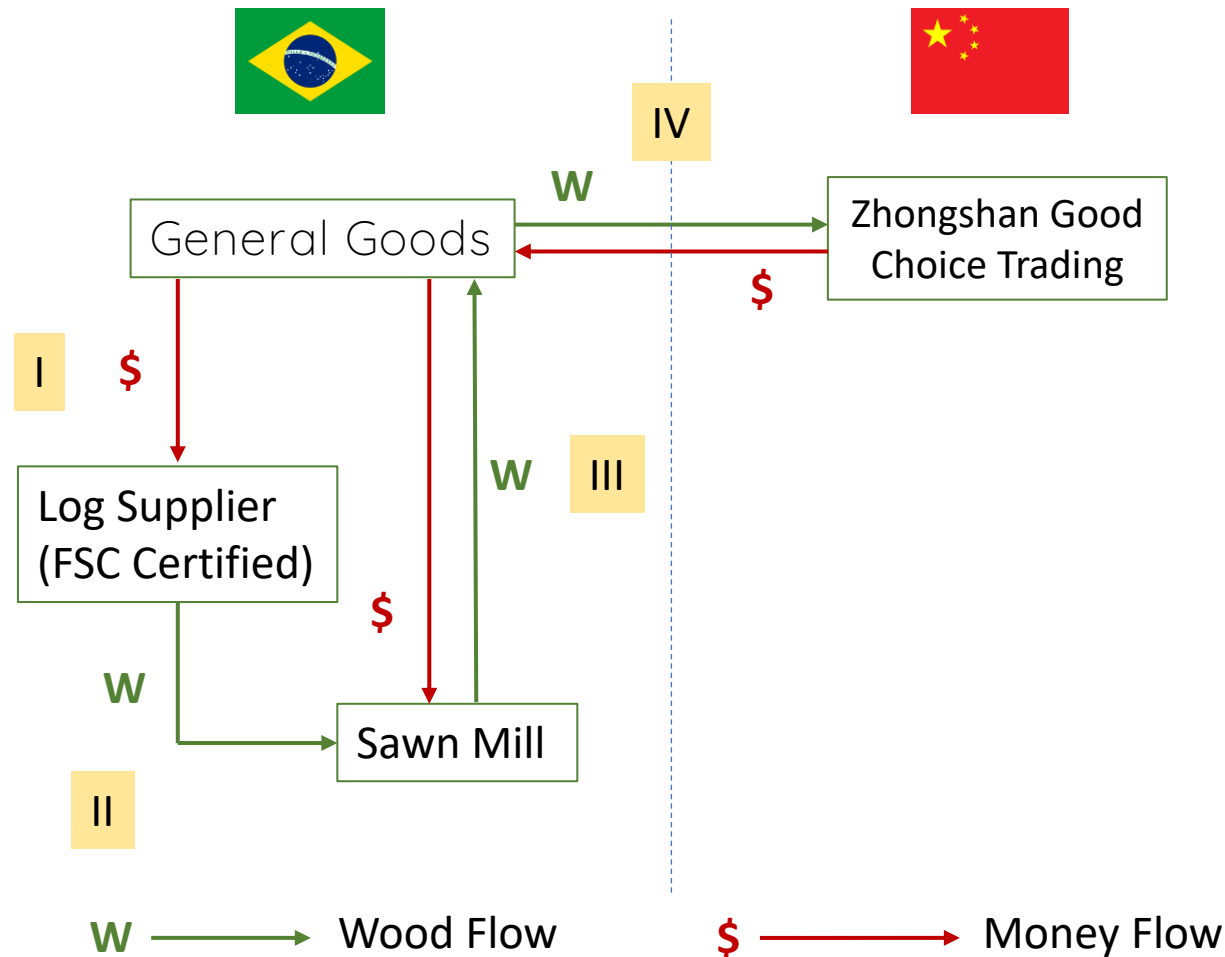 IV
W
General Goods
Zhongshan Good
Choice Trading
$
I
$
W
III
Log Supplier
(FSC Certified)
$
W
Sawn Mill
II
W
Wood Flow
$
Money Flow